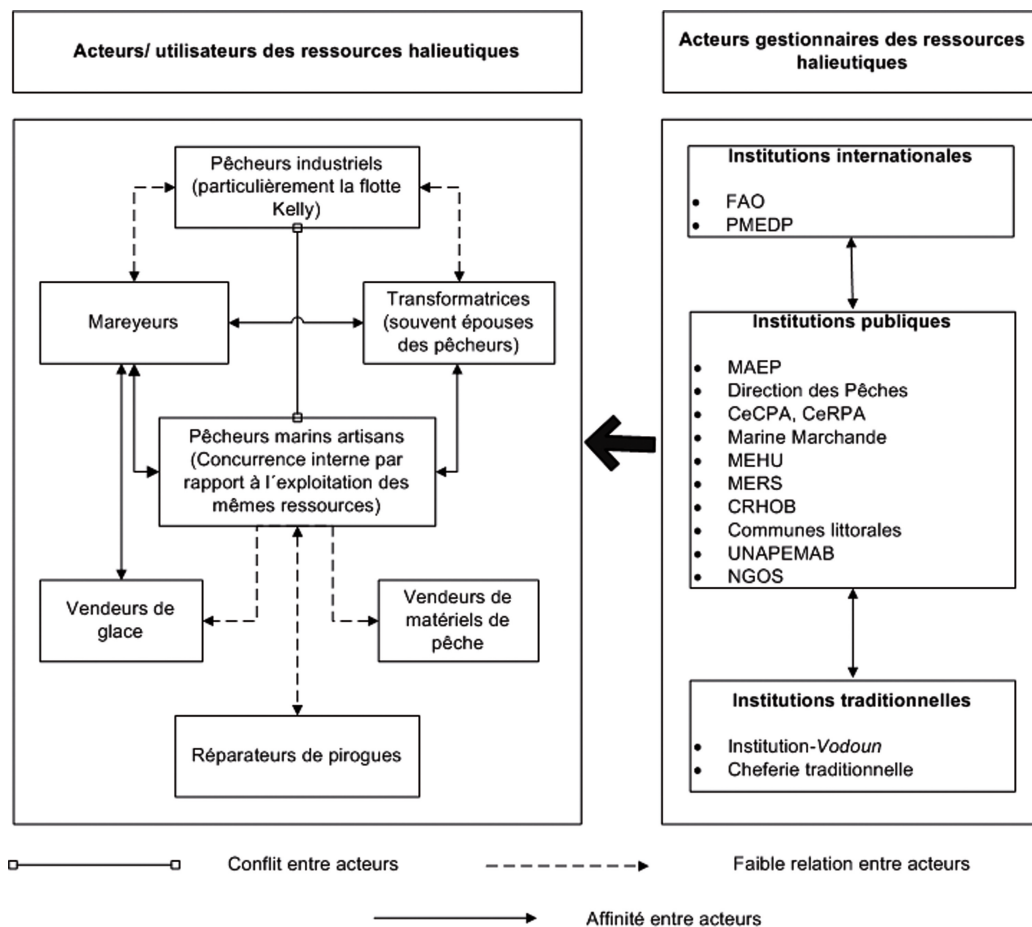 Acteurs/ utilisateurs des ressources halieutiques
Acteurs gestionnaires des ressources
halieutiques
Pêcheurs industriels
(particulièrement la flotte
Kelly)
Mareyeurs
Transformatrices
(souvent épouses
des pêcheurs)
Pêcheurs marins artisans
(Concurrence interne par
rapport à l´exploitation des
mêmes ressources)
Vendeurs de
glace
Vendeurs de
matériels de
pêche
Réparateurs de pirogues
Institutions internationales
• FAO
• PMEDP
Institutions publiques
• MAEP
• Direction des Pêches
• CeCPA, CeRPA
• Marine Marchande
• MEHU
• MERS
• CRHOB
• Communes littorales
• UNAPEMAB
• NGOS
Institutions traditionnelles
• Institution-Vodoun
• Cheferie traditionnelle
Conflit entre acteurs
Faible relation entre acteurs
Affinité entre acteurs